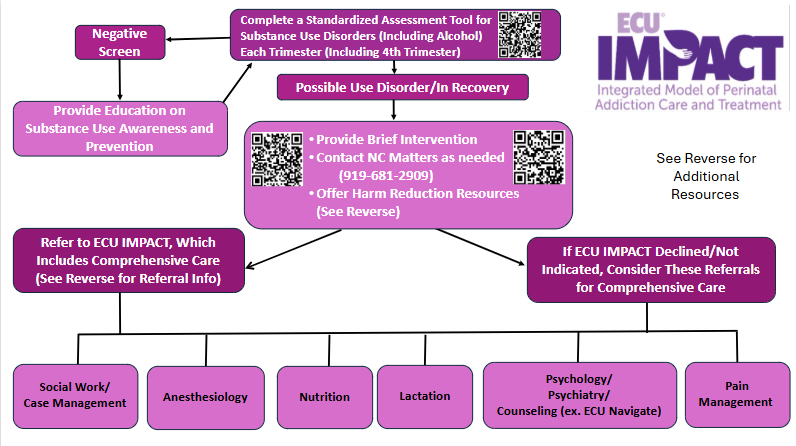 Negative
Screen
Complete a Standardized Assessment Tool for
Substance Use Disorders (Including Alcohol)
Each Trimester (Including 4th Trimester)
ECU®
IMPACT
Integrated Model of Perinatal
Addiction Care and Treatment
Possible Use Disorder/In Recovery
Provide Education on
Substance Use Awareness and
Prevention
• Provide Brief Intervention
• Contact NC Matters as needed
(919-681-2909)
• Offer Harm Reduction Resources
(See Reverse)
See Reverse for
Additional
Resources
Refer to ECU IMPACT, Which
Includes Comprehensive Care
(See Reverse for Referral Info)
If ECU IMPACT Declined/Not
Indicated, Consider These Referrals
for Comprehensive Care
Social Work/
Case Management
Anesthesiology
Nutrition
Lactation
Psychology/
Psychiatry/
Counseling (ex. ECU Navigate)
Pain
Management